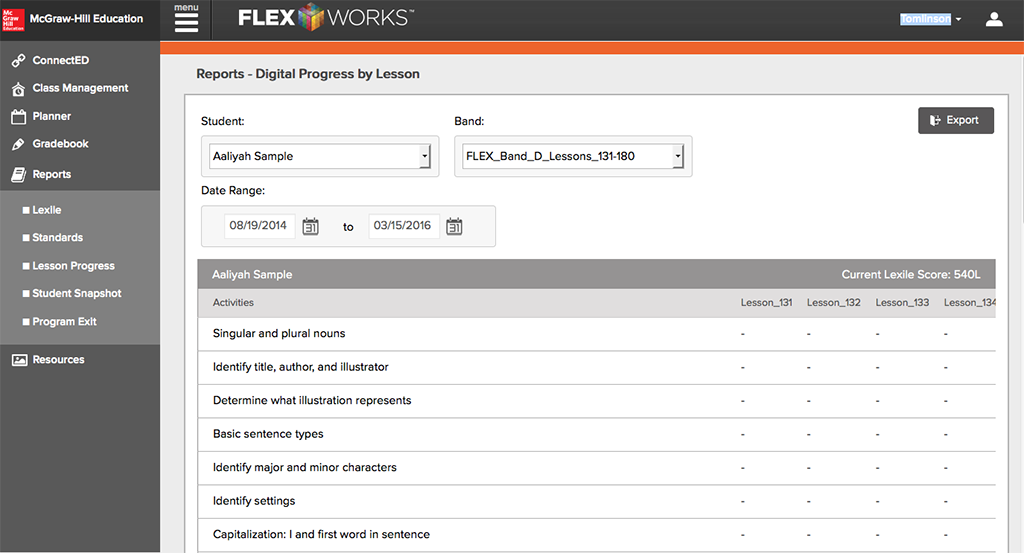 Mc
Graw
Hill
Education
McGraw-Hill Education
menu
FLEX WORKS™
Tomlinson
ConnectED
Class Management
Planner
Gradebook
Reports
Lexile
Standards
Lesson Progress
Student Snapshot
Program Exit
Resources
Reports - Digital Progress by Lesson
Student:
Band:
Export
Aaliyah Sample
FLEX_Band_D_Lessons_131-180
Date Range:
08/19/2014 31 to 03/15/2016 31
Aaliyah Sample Current Lexile Score: 540L
Activities Lesson_131 Lesson_132 Lesson_133 Lesson_134
Singular and plural nouns - - - -
Identify title, author, and illustrator - - - -
Determine what illustration represents - - - -
Basic sentence types - - - -
Identify major and minor characters - - - -
Identify settings - - - -
Capitalization: I and first word in sentence - - - -